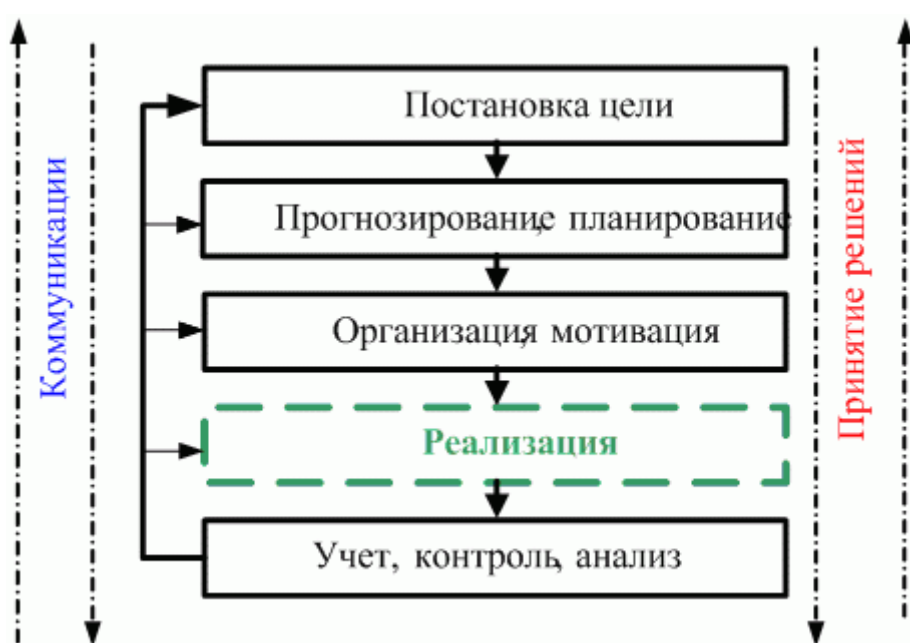 Постановка цели
Прогнозирование, планирование
Организация, мотивация
Реализация
Учет, контроль, анализ
Коммуникации
Принятие решений